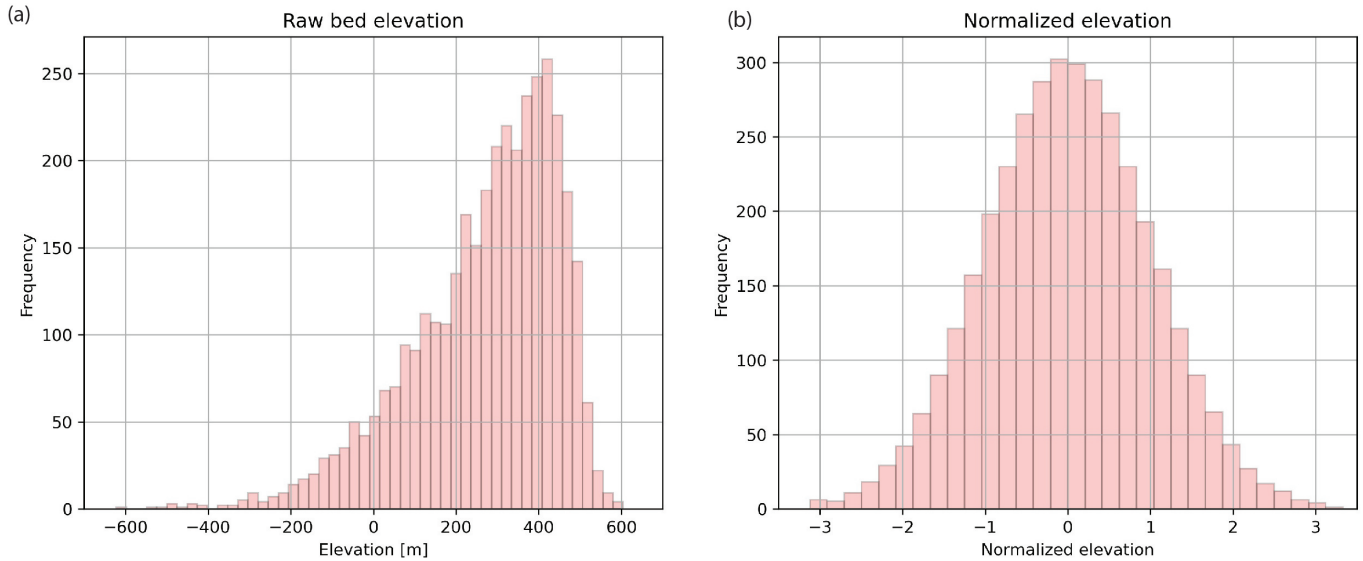 (a)
Raw bed elevation
250
200
150
100
50
0
Frequency
−600 −400 −200 0 200 400 600
Elevation [m]
(b)
Normalized elevation
300
250
200
150
100
50
0
Frequency
−3 −2 −1 0 1 2 3
Normalized elevation